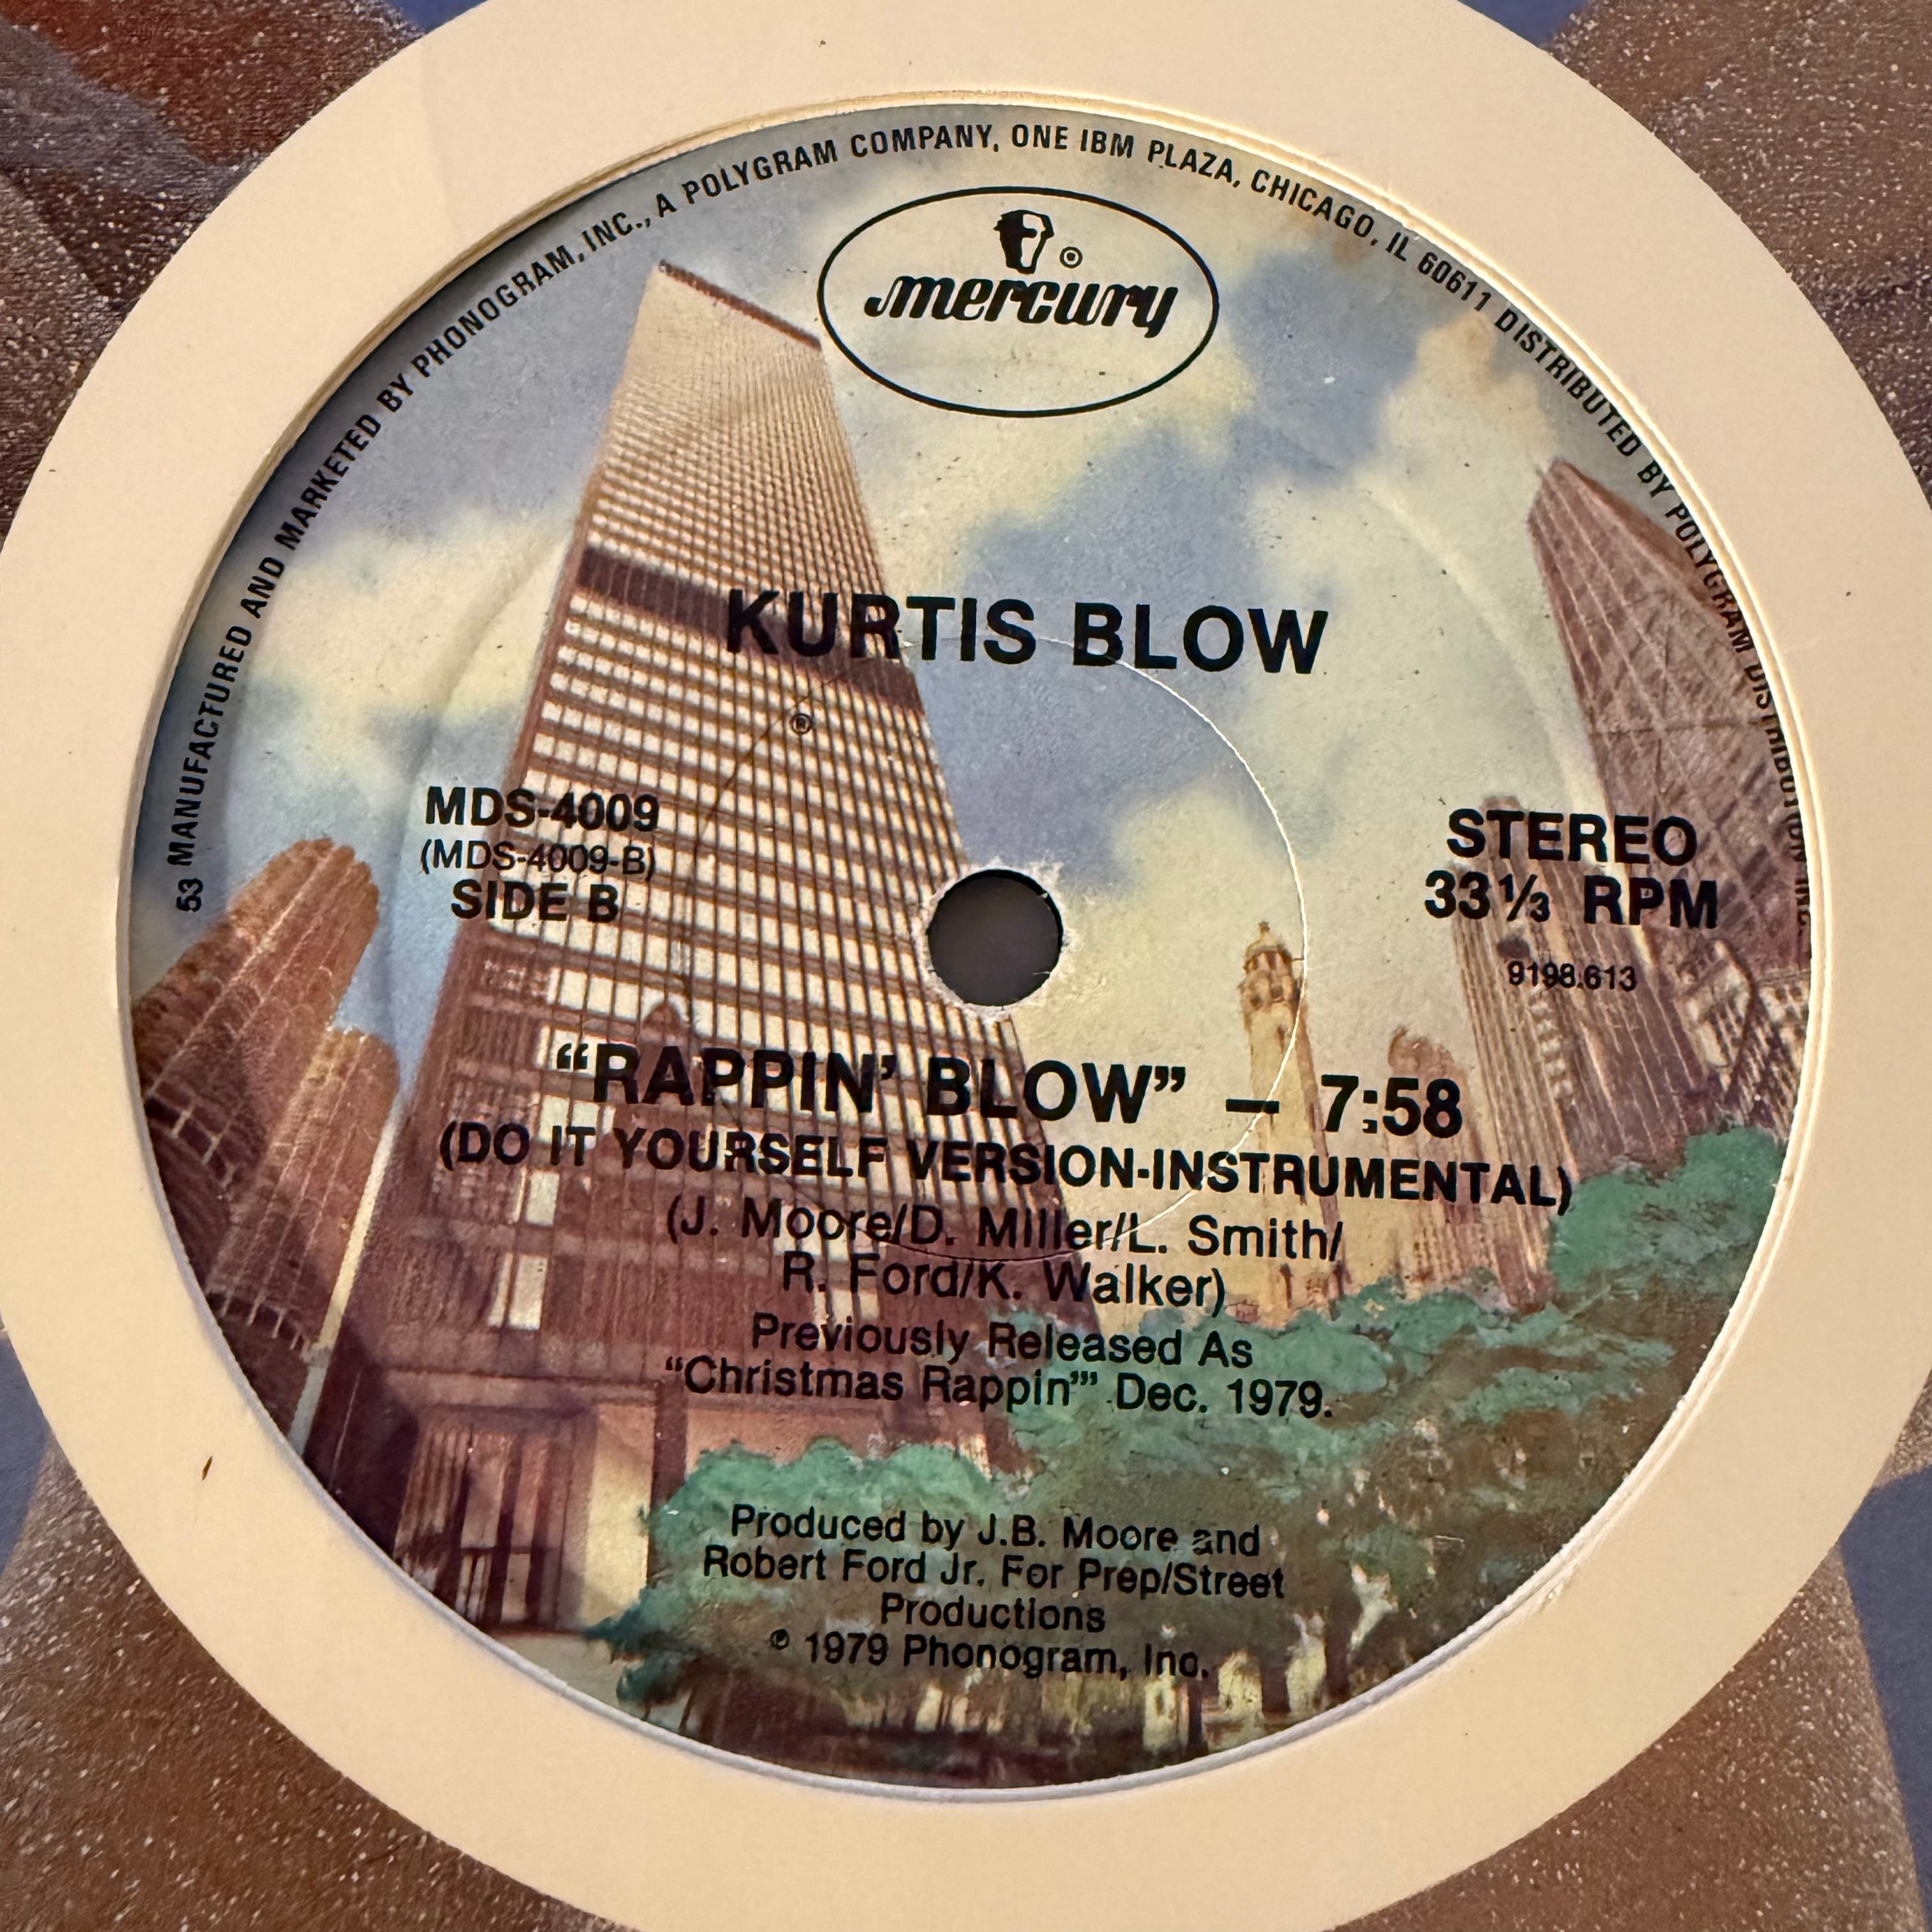 53 MANUFACTURED AND MARKETED BY PHONOGRAM, INC., A POLYGRAM COMPANY, ONE IBM PLAZA, CHICAGO, IL 60611 DISTRIBUTED BY POLYGRAM DISTRIBUTION, INC.
®
mercury
KURTIS BLOW
®
MDS-4009
(MDS-4009-B)
SIDE B
STEREO
33 1/3 RPM
9198.613
“RAPPIN’ BLOW” — 7:58
(DO IT YOURSELF VERSION-INSTRUMENTAL)
(J. Moore/D. Miller/L. Smith/
R. Ford/K. Walker)
Previously Released As
“Christmas Rappin’” Dec. 1979.
Produced by J.B. Moore and
Robert Ford Jr. For Prep/Street
Productions
℗ 1979 Phonogram, Inc.